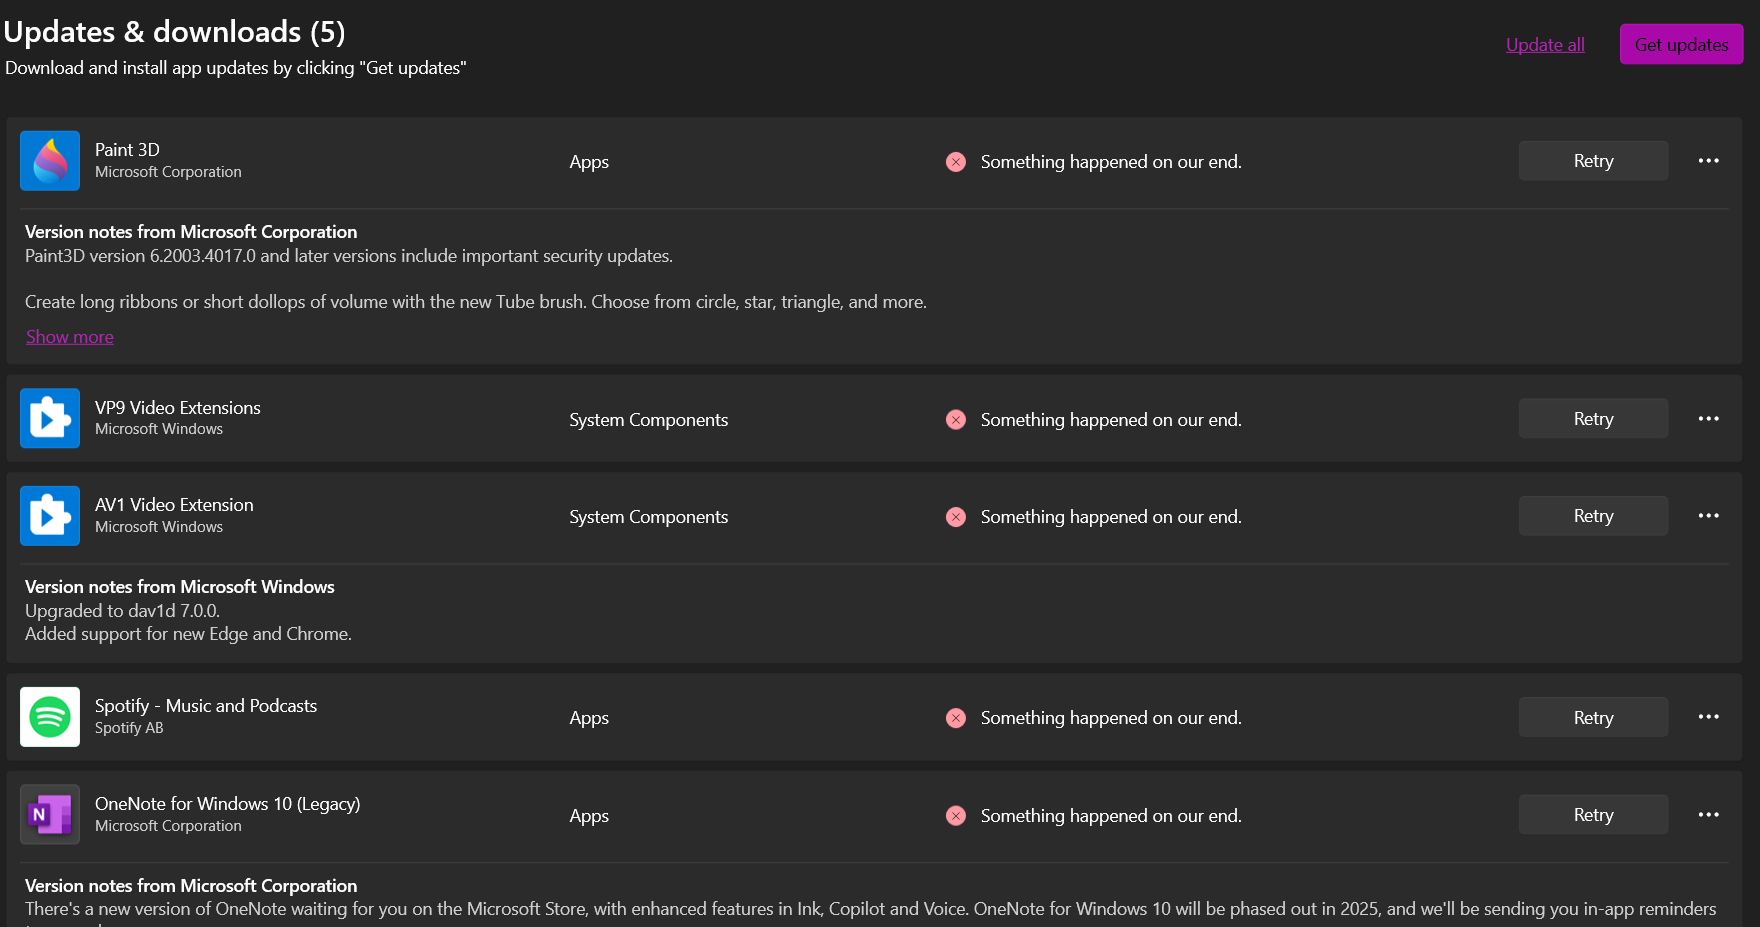 Updates & downloads (5)
Download and install app updates by clicking "Get updates"
Update all
Get updates
Paint 3D
Microsoft Corporation
Apps
Something happened on our end.
Retry
Version notes from Microsoft Corporation
Paint3D version 6.2003.4017.0 and later versions include important security updates.
Create long ribbons or short dollops of volume with the new Tube brush. Choose from circle, star, triangle, and more.
Show more
VP9 Video Extensions
Microsoft Windows
System Components
Something happened on our end.
Retry
AV1 Video Extension
Microsoft Windows
System Components
Something happened on our end.
Retry
Version notes from Microsoft Windows
Upgraded to dav1d 7.0.0.
Added support for new Edge and Chrome.
Spotify - Music and Podcasts
Spotify AB
Apps
Something happened on our end.
Retry
N
OneNote for Windows 10 (Legacy)
Microsoft Corporation
Apps
Something happened on our end.
Retry
Version notes from Microsoft Corporation
There's a new version of OneNote waiting for you on the Microsoft Store, with enhanced features in Ink, Copilot and Voice. OneNote for Windows 10 will be phased out in 2025, and we'll be sending you in-app reminders